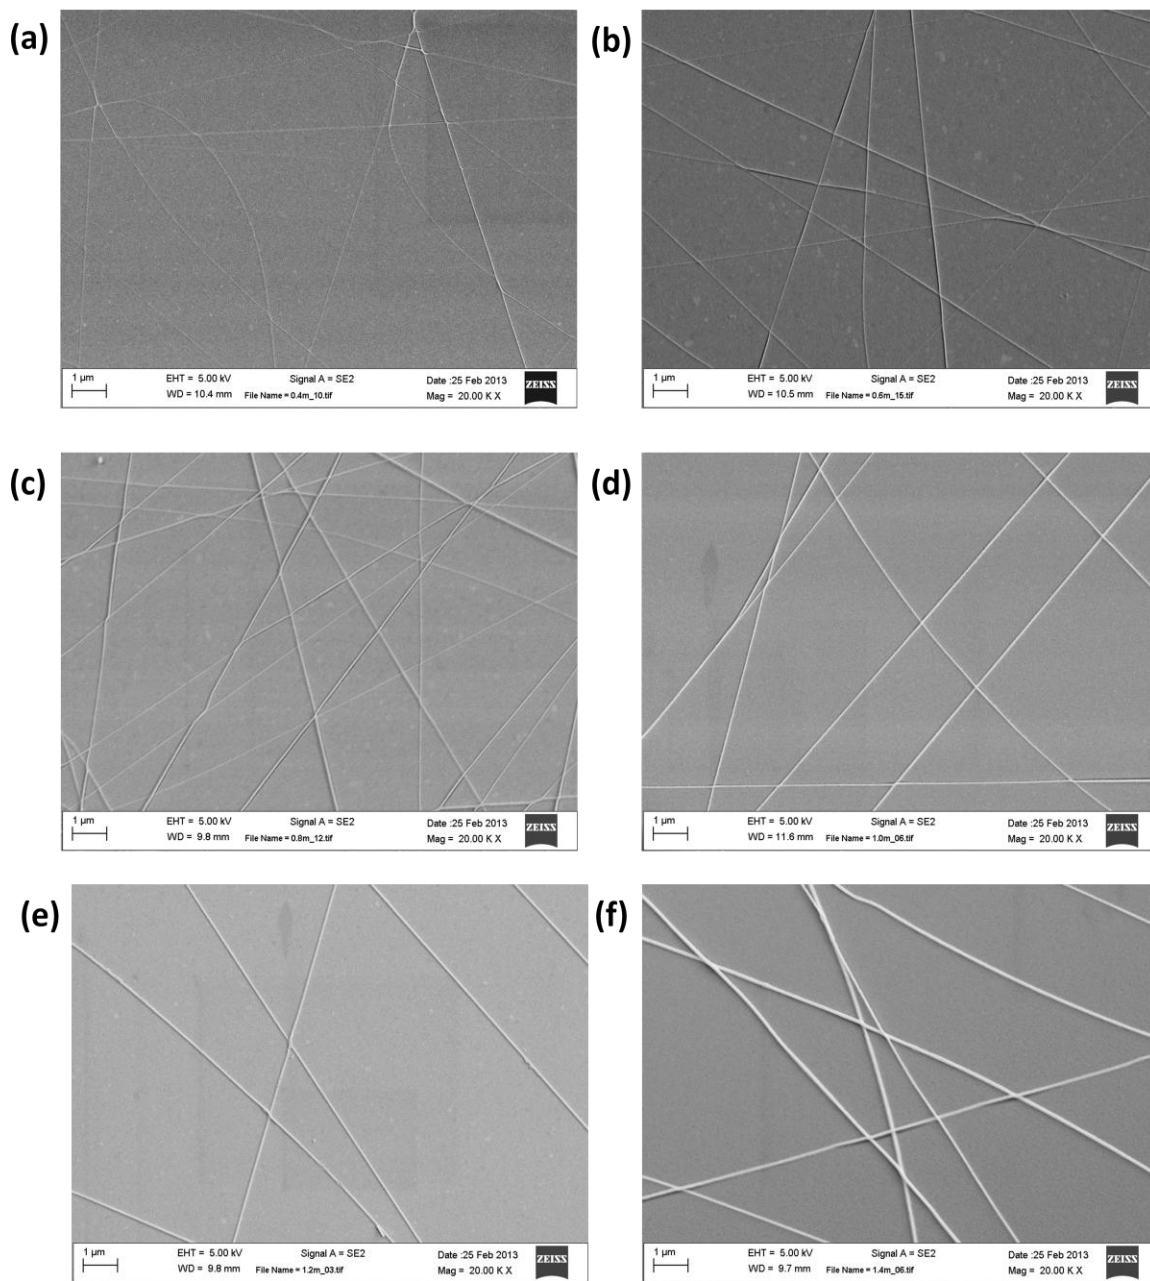 (a)
1 µm
EHT = 5.00 kV
Signal A = SE2
Date :25 Feb 2013
ZEISS
WD = 10.4 mm
File Name = 0.4m_10.tif
Mag = 20.00 K X
(b)
1 µm
EHT = 5.00 kV
Signal A = SE2
Date :25 Feb 2013
ZEISS
WD = 10.5 mm
File Name = 0.6m_15.tif
Mag = 20.00 K X
(c)
1 µm
EHT = 5.00 kV
Signal A = SE2
Date :25 Feb 2013
ZEISS
WD = 9.8 mm
File Name = 0.8m_12.tif
Mag = 20.00 K X
(d)
1 µm
EHT = 5.00 kV
Signal A = SE2
Date :25 Feb 2013
ZEISS
WD = 11.6 mm
File Name = 1.0m_06.tif
Mag = 20.00 K X
(e)
1 µm
EHT = 5.00 kV
Signal A = SE2
Date :25 Feb 2013
ZEISS
WD = 9.8 mm
File Name = 1.2m_03.tif
Mag = 20.00 K X
(f)
1 µm
EHT = 5.00 kV
Signal A = SE2
Date :25 Feb 2013
ZEISS
WD = 9.7 mm
File Name = 1.4m_06.tif
Mag = 20.00 K X